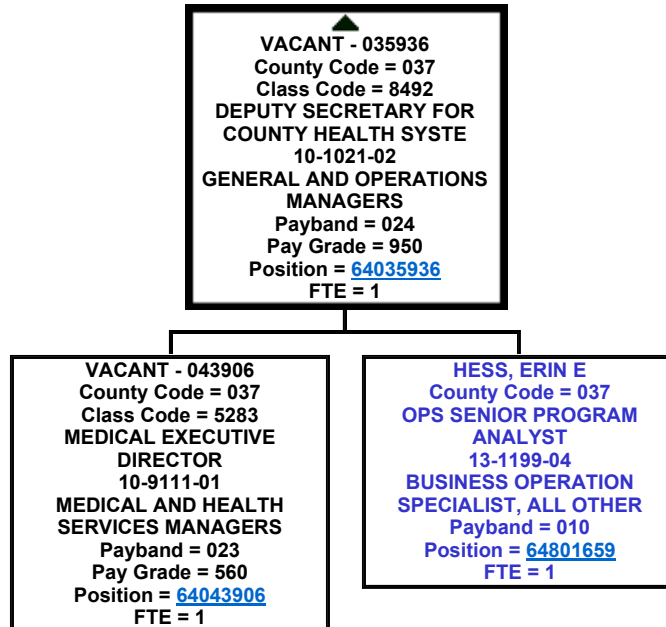 VACANT - 035936
County Code = 037
Class Code = 8492
DEPUTY SECRETARY FOR
COUNTY HEALTH SYSTE
10-1021-02
GENERAL AND OPERATIONS
MANAGERS
Payband = 024
Pay Grade = 950
Position = 64035936
FTE = 1
VACANT - 043906
County Code = 037
Class Code = 5283
MEDICAL EXECUTIVE
DIRECTOR
10-9111-01
MEDICAL AND HEALTH
SERVICES MANAGERS
Payband = 023
Pay Grade = 560
Position = 64043906
FTE = 1
HESS, ERIN E
County Code = 037
OPS SENIOR PROGRAM
ANALYST
13-1199-04
BUSINESS OPERATION
SPECIALIST, ALL OTHER
Payband = 010
Position = 64801659
FTE = 1